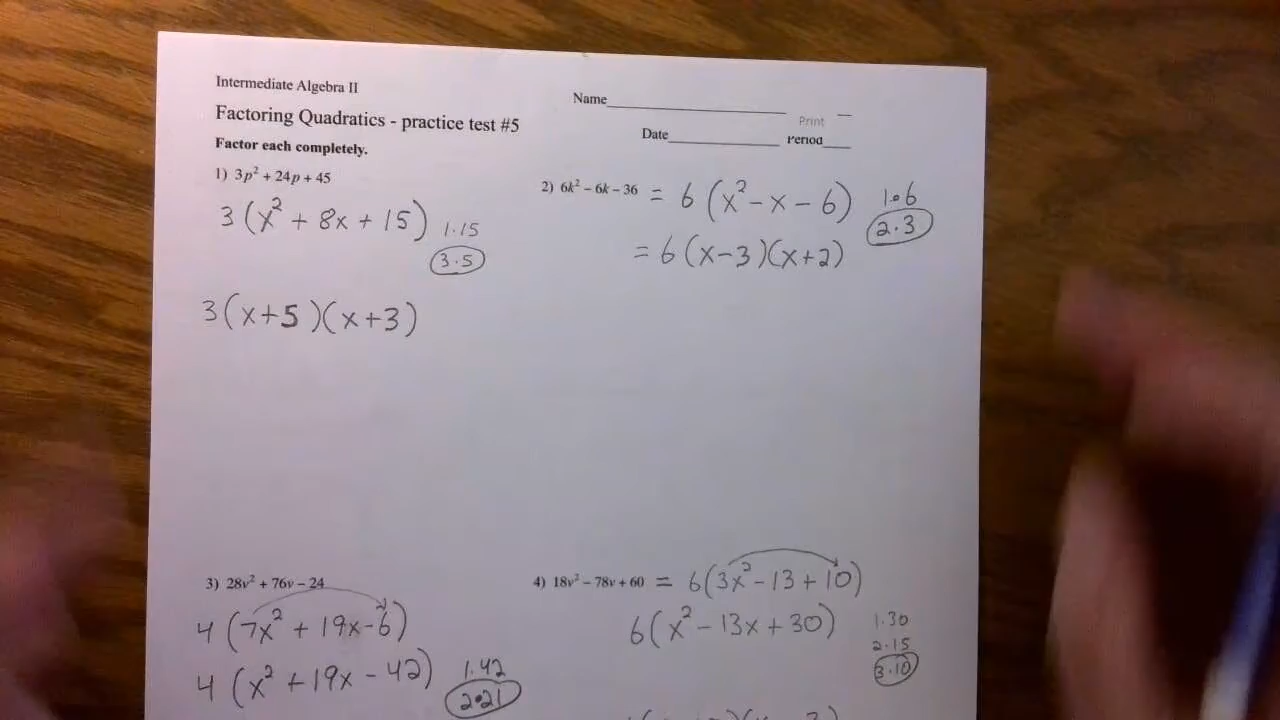 Intermediate Algebra II
Name
Factoring Quadratics - practice test #5
Print
Date Period
Factor each completely.
1) 3p² + 24p + 45
3(x² + 8x + 15) 1·15
3·5
3(x+5)(x+3)
2) 6k² − 6k − 36 = 6(x² − x − 6) 1·6
2·3
= 6(x−3)(x+2)
3) 28v² + 76v − 24
4(7x² + 19x − 6)
4(x² + 19x − 42) 1·42
2·21
4) 18v² − 78v + 60 = 6(3x² − 13 + 10)
6(x² − 13x + 30) 1·30
2·15
3·10